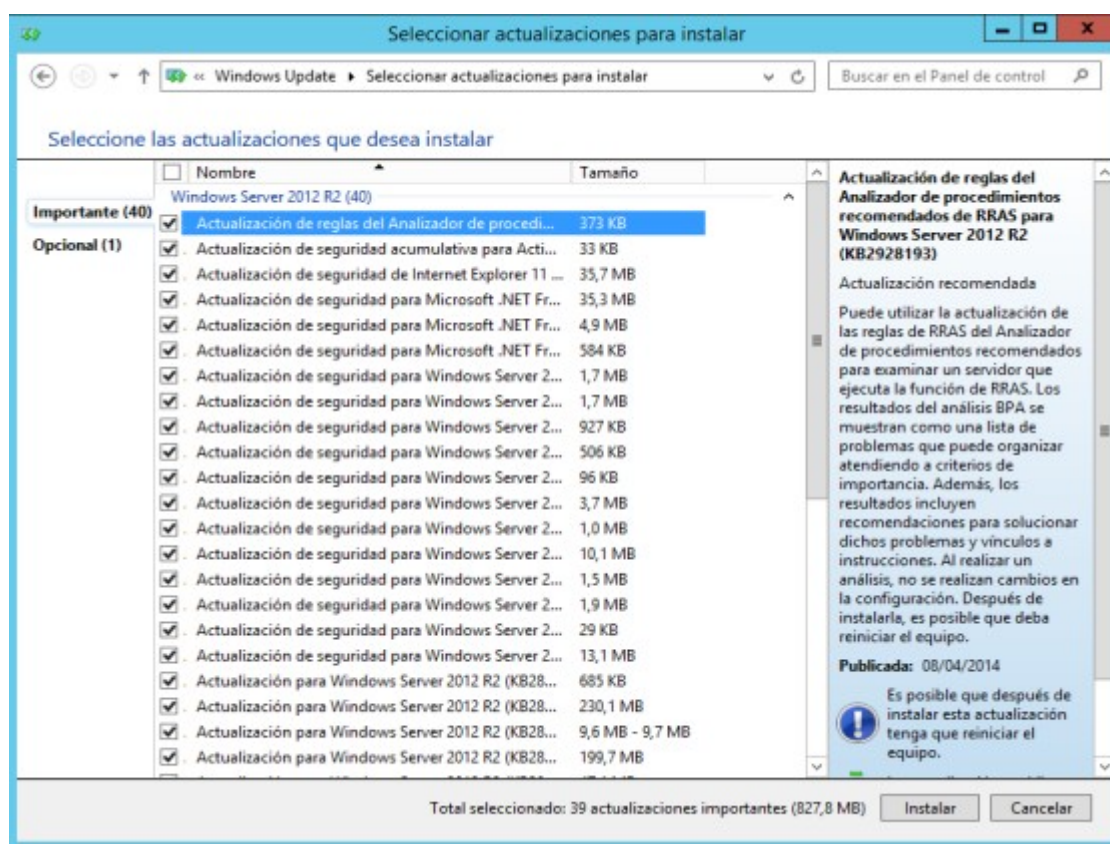 Seleccionar actualizaciones para instalar
« Windows Update ▸ Seleccionar actualizaciones para instalar
Buscar en el Panel de control
Seleccione las actualizaciones que desea instalar
Importante (40)
Opcional (1)
Nombre Tamaño
Windows Server 2012 R2 (40)
Actualización de reglas del Analizador de procedi... 373 KB
Actualización de seguridad acumulativa para Acti... 33 KB
Actualización de seguridad de Internet Explorer 11 ... 35,7 MB
Actualización de seguridad para Microsoft .NET Fr... 35,3 MB
Actualización de seguridad para Microsoft .NET Fr... 4,9 MB
Actualización de seguridad para Microsoft .NET Fr... 584 KB
Actualización de seguridad para Windows Server 2... 1,7 MB
Actualización de seguridad para Windows Server 2... 1,7 MB
Actualización de seguridad para Windows Server 2... 927 KB
Actualización de seguridad para Windows Server 2... 506 KB
Actualización de seguridad para Windows Server 2... 96 KB
Actualización de seguridad para Windows Server 2... 3,7 MB
Actualización de seguridad para Windows Server 2... 1,0 MB
Actualización de seguridad para Windows Server 2... 10,1 MB
Actualización de seguridad para Windows Server 2... 1,5 MB
Actualización de seguridad para Windows Server 2... 1,9 MB
Actualización de seguridad para Windows Server 2... 29 KB
Actualización de seguridad para Windows Server 2... 13,1 MB
Actualización para Windows Server 2012 R2 (KB28... 685 KB
Actualización para Windows Server 2012 R2 (KB28... 230,1 MB
Actualización para Windows Server 2012 R2 (KB28... 9,6 MB - 9,7 MB
Actualización para Windows Server 2012 R2 (KB28... 199,7 MB
Actualización de reglas del
Analizador de procedimientos
recomendados de RRAS para
Windows Server 2012 R2
(KB2928193)
Actualización recomendada
Puede utilizar la actualización de
las reglas de RRAS del Analizador
de procedimientos recomendados
para examinar un servidor que
ejecuta la función de RRAS. Los
resultados del análisis BPA se
muestran como una lista de
problemas que puede organizar
atendiendo a criterios de
importancia. Además, los
resultados incluyen
recomendaciones para solucionar
dichos problemas y vínculos a
instrucciones. Al realizar un
análisis, no se realizan cambios en
la configuración. Después de
instalarla, es posible que deba
reiniciar el equipo.
Publicada: 08/04/2014
Es posible que después de
instalar esta actualización
tenga que reiniciar el
equipo.
Total seleccionado: 39 actualizaciones importantes (827,8 MB)
Instalar
Cancelar